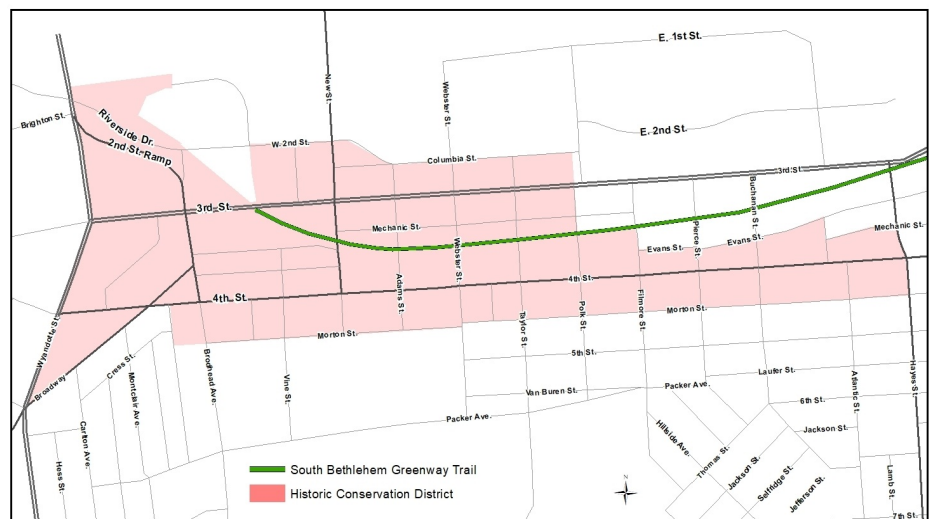 E. 1st St.
New St.
Webster St.
Brighton St.
Riverside Dr.
2nd St. Ramp
E. 2nd St.
W. 2nd St.
Columbia St.
3rd St.
3rd St.
Buchanan St.
Mechanic St.
Mechanic St.
Pierce St.
Evans St.
Evans St.
Webster St.
Adams St.
4th St.
4th St.
Filmore St.
Polk St.
Taylor St.
Morton St.
Morton St.
Wyandotte St.
Broadway
Cress St.
Montclair Ave.
Brodhead Ave.
Vine St.
5th St.
Van Buren St.
Packer Ave.
Packer Ave.
Laufer St.
6th St.
Atlantic St.
Hayes St.
Carlton Ave.
Hess St.
Hillside Ave.
Thomas St.
Jackson St.
Jackson St.
Selfridge St.
Jefferson St.
Lamb St.
7th St.
South Bethlehem Greenway Trail
Historic Conservation District
N